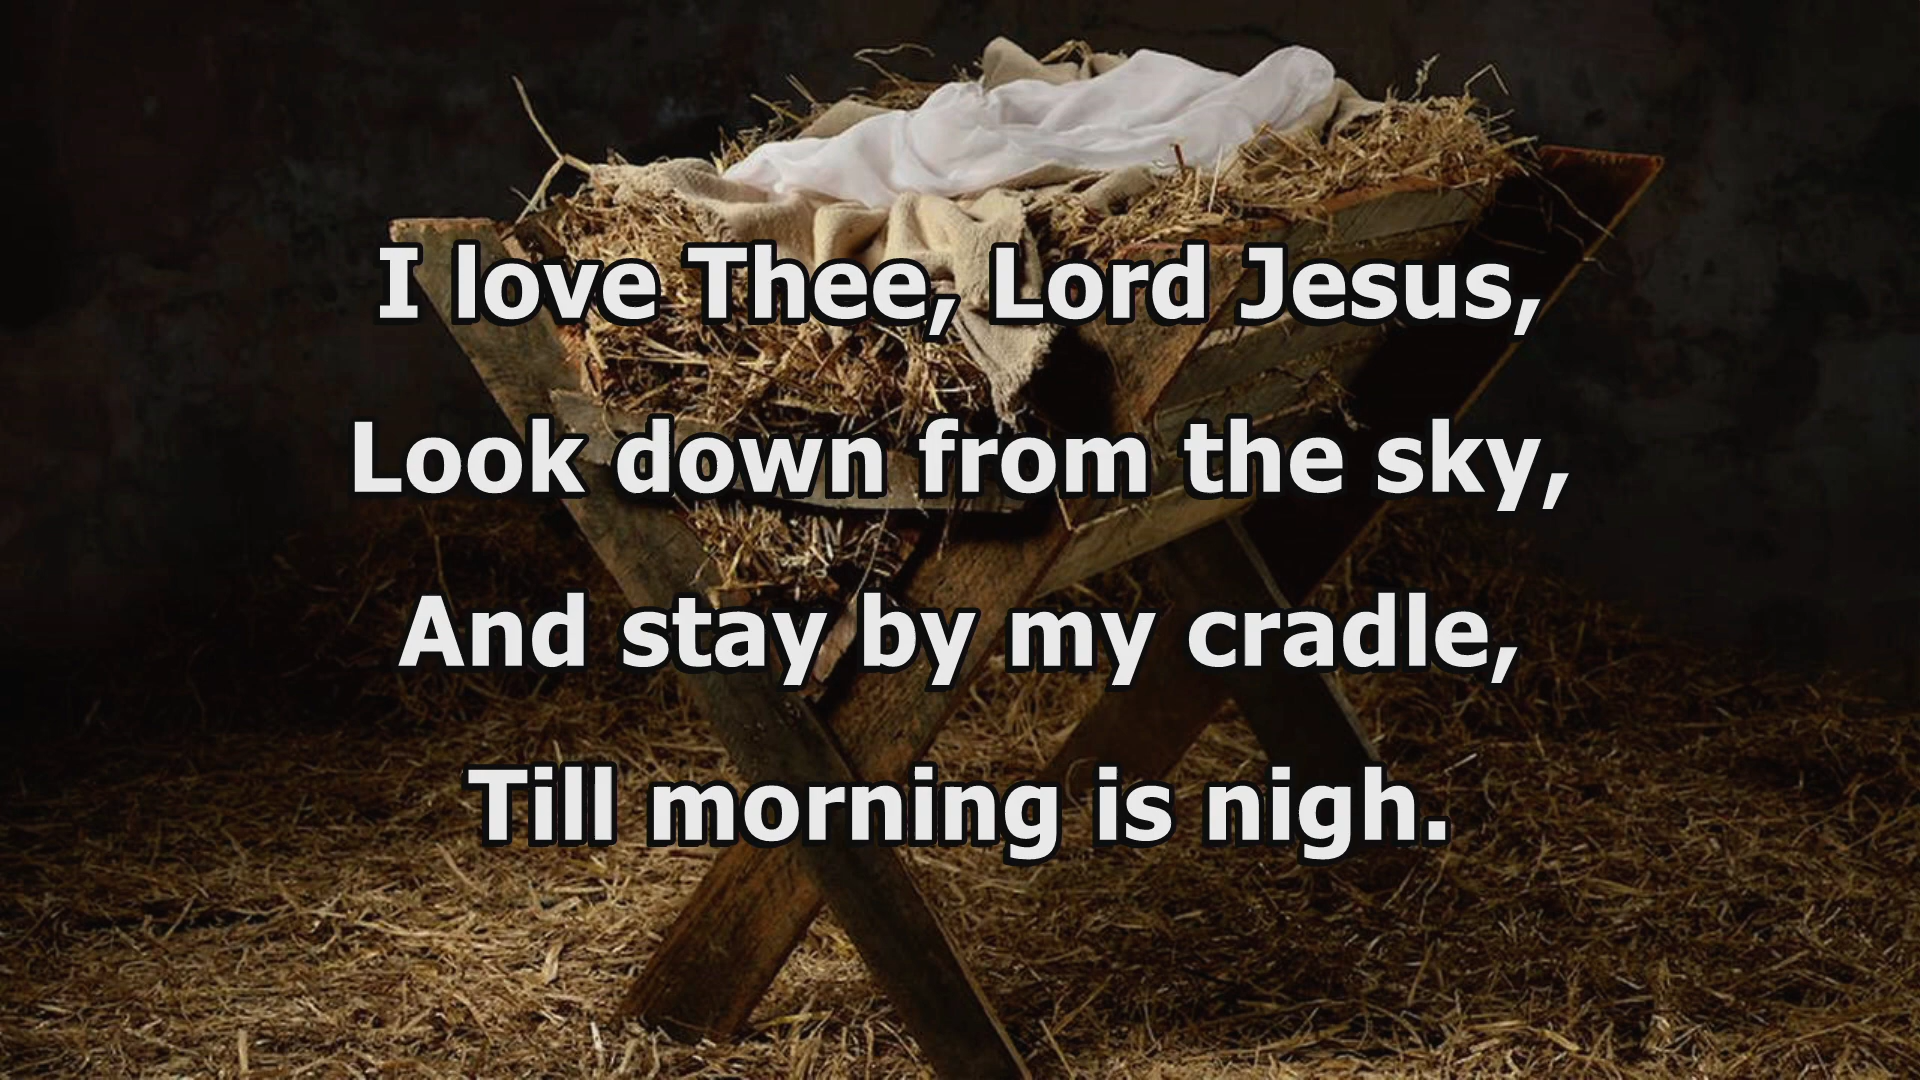 I love Thee, Lord Jesus,
Look down from the sky,
And stay by my cradle,
Till morning is nigh.